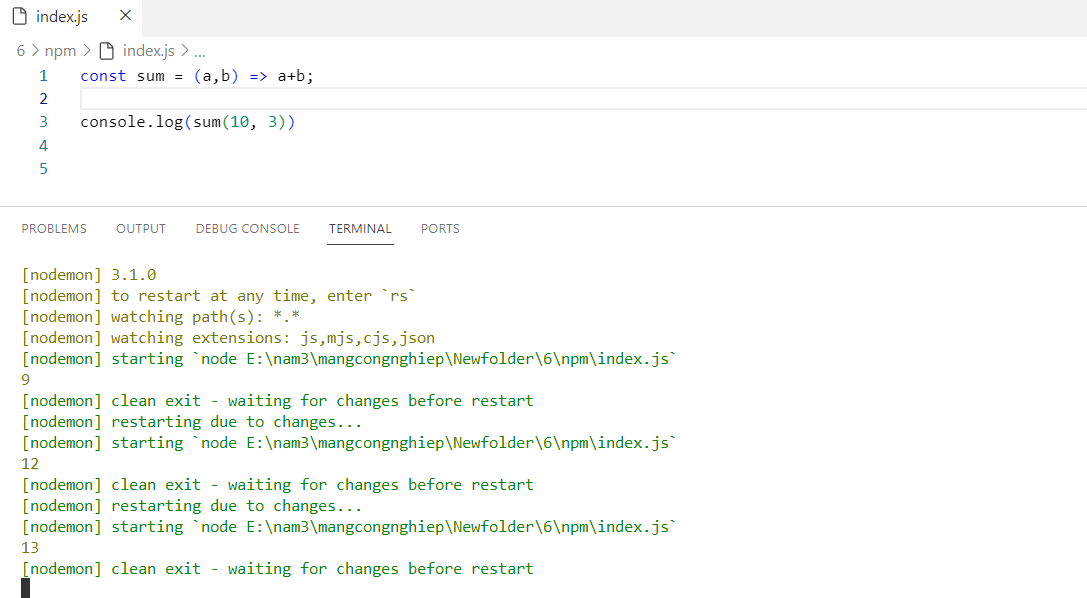 index.js
6 > npm > index.js > ...
1 const sum = (a,b) => a+b;
2
3 console.log(sum(10, 3))
4
5
PROBLEMS OUTPUT DEBUG CONSOLE TERMINAL PORTS
[nodemon] 3.1.0
[nodemon] to restart at any time, enter `rs`
[nodemon] watching path(s): *.*
[nodemon] watching extensions: js,mjs,cjs,json
[nodemon] starting `node E:\nam3\mangcongnghiep\Newfolder\6\npm\index.js`
9
[nodemon] clean exit - waiting for changes before restart
[nodemon] restarting due to changes...
[nodemon] starting `node E:\nam3\mangcongnghiep\Newfolder\6\npm\index.js`
12
[nodemon] clean exit - waiting for changes before restart
[nodemon] restarting due to changes...
[nodemon] starting `node E:\nam3\mangcongnghiep\Newfolder\6\npm\index.js`
13
[nodemon] clean exit - waiting for changes before restart